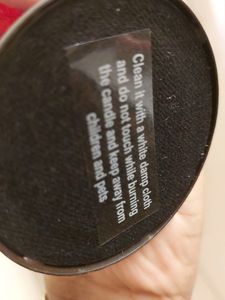 Clean it with a white damp cloth
and do not touch while burning
the candle and keep away from
children and pets